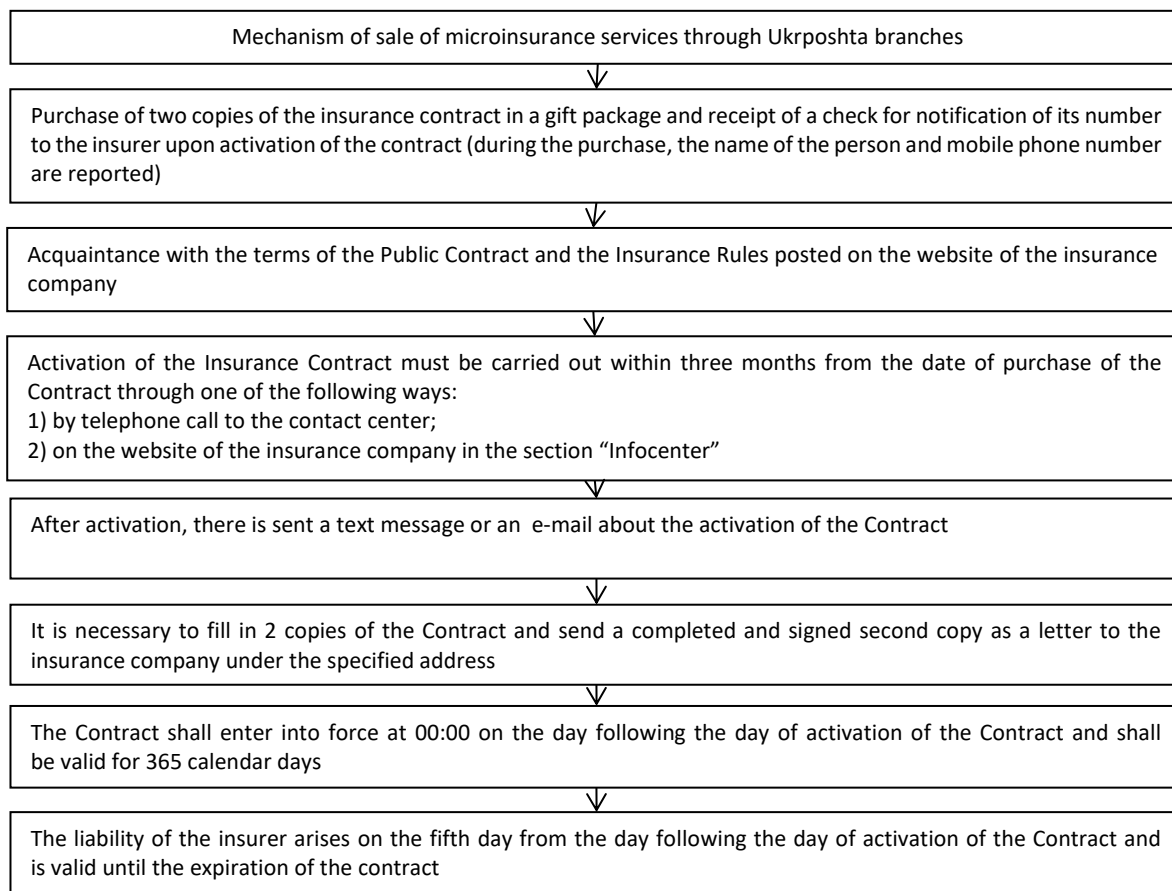 Mechanism of sale of microinsurance services through Ukrposhta branches
Purchase of two copies of the insurance contract in a gift package and receipt of a check for notification of its number
to the insurer upon activation of the contract (during the purchase, the name of the person and mobile phone number
are reported)
Acquaintance with the terms of the Public Contract and the Insurance Rules posted on the website of the insurance
company
Activation of the Insurance Contract must be carried out within three months from the date of purchase of the
Contract through one of the following ways:
1) by telephone call to the contact center;
2) on the website of the insurance company in the section “Infocenter”
After activation, there is sent a text message or an e-mail about the activation of the Contract
It is necessary to fill in 2 copies of the Contract and send a completed and signed second copy as a letter to the
insurance company under the specified address
The Contract shall enter into force at 00:00 on the day following the day of activation of the Contract and shall
be valid for 365 calendar days
The liability of the insurer arises on the fifth day from the day following the day of activation of the Contract and
is valid until the expiration of the contract